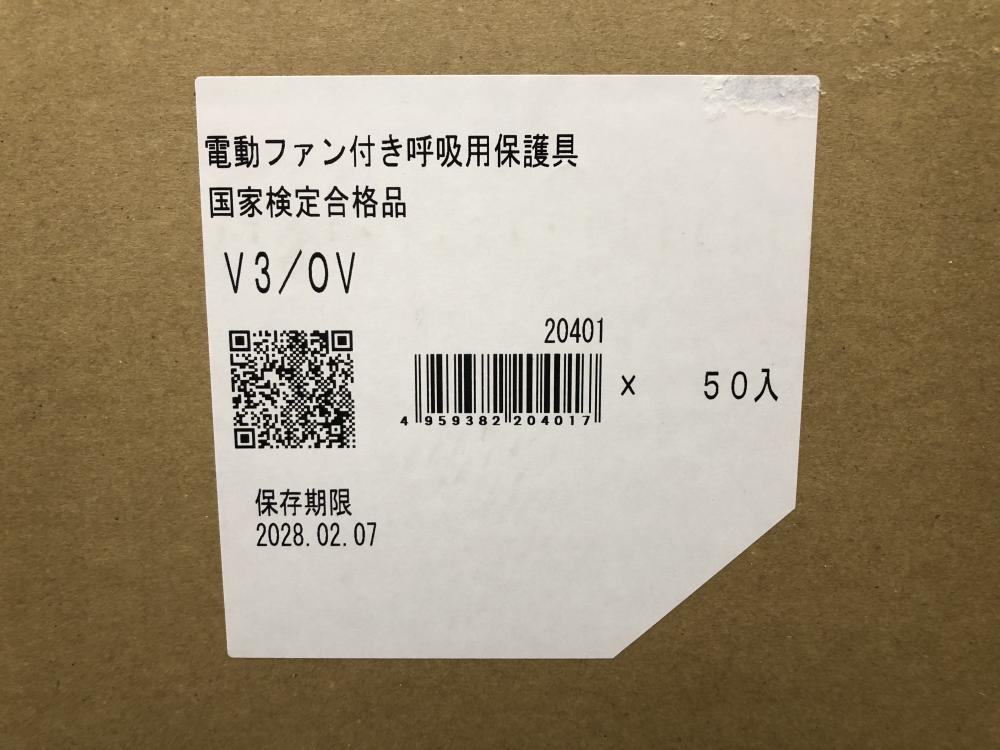 電動ファン付き呼吸用保護具
国家検定合格品
V3/OV
20401
× 50入
4 959382 204017
保存期限
2028.02.07